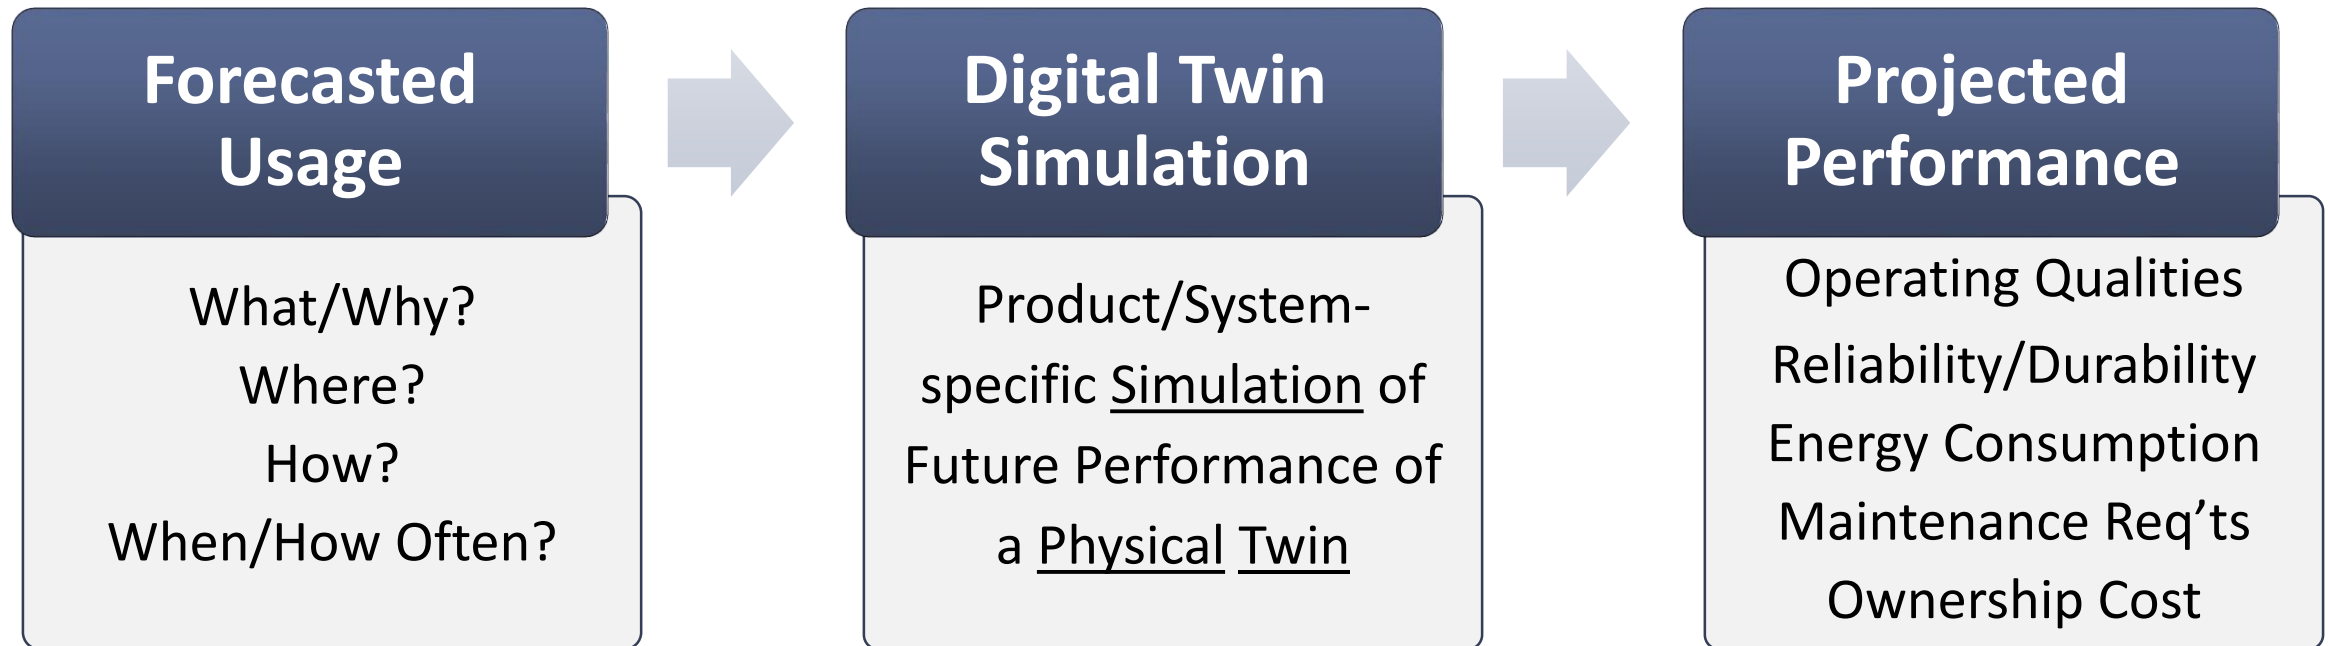 Forecasted
Usage
What/Why?
Where?
How?
When/How Often?
Digital Twin
Simulation
Product/System-
specific Simulation of
Future Performance of
a Physical Twin
Projected
Performance
Operating Qualities
Reliability/Durability
Energy Consumption
Maintenance Req’ts
Ownership Cost